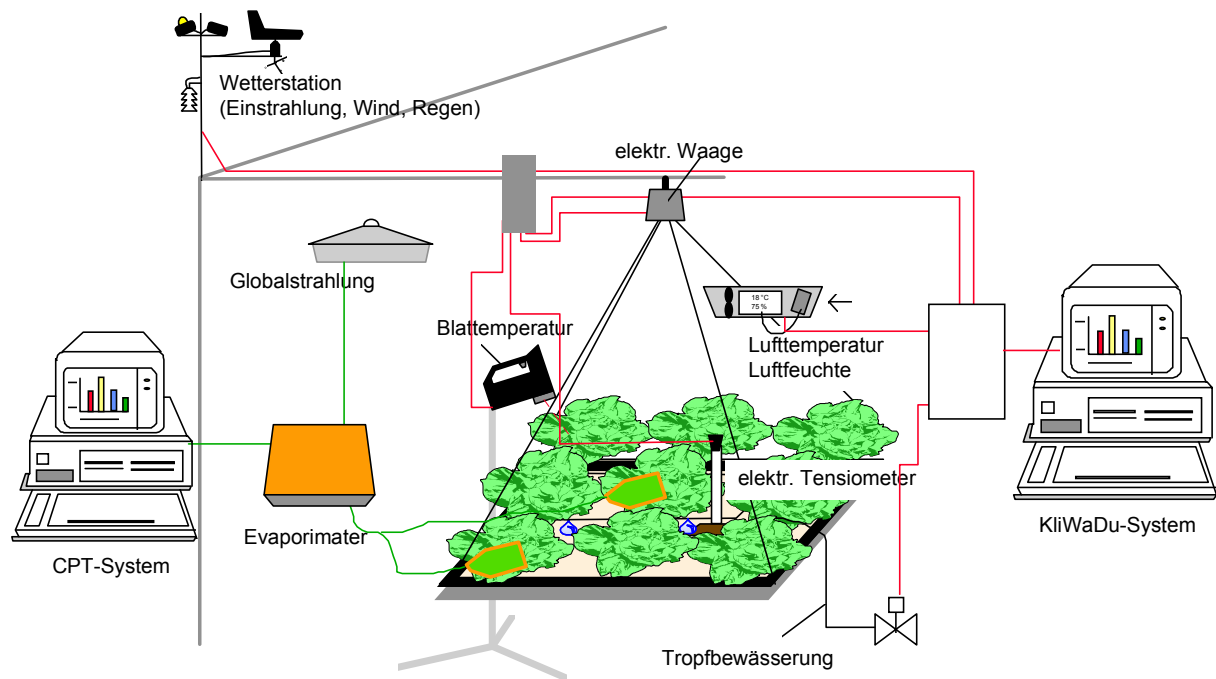 Wetterstation
(Einstrahlung, Wind, Regen)
elektr. Waage
Globalstrahlung
18 °C
75 %
Blattemperatur
Lufttemperatur
Luftfeuchte
elektr. Tensiometer
Evaporimater
KliWaDu-System
CPT-System
Tropfbewässerung